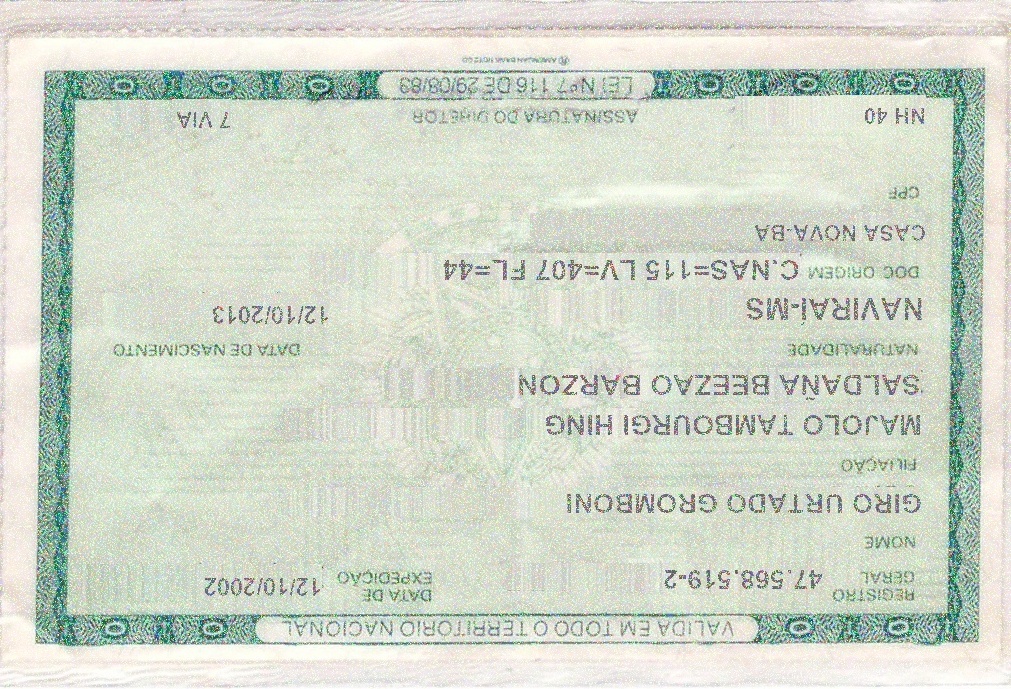 VALIDA EM TODO O TERRITORIO NACIONAL
REGISTRO GERAL 47.568.519-2 DATA DE EXPEDIÇÃO 12/10/2002
NOME
GIRO URTADO GROMBONI
FILIAÇÃO
MAJOLO TAMBOURGI HING
SALDAÑA BEEZAO BARZON
NATURALIDADE DATA DE NASCIMENTO
NAVIRAÍ-MS 12/10/2013
DOC ORIGEM C.NAS=115 LV=407 FL=44
CASA NOVA-BA
CPF
NH 40 ASSINATURA DO DIRETOR 7 VIA
LEI Nº 7.116 DE 29/08/83